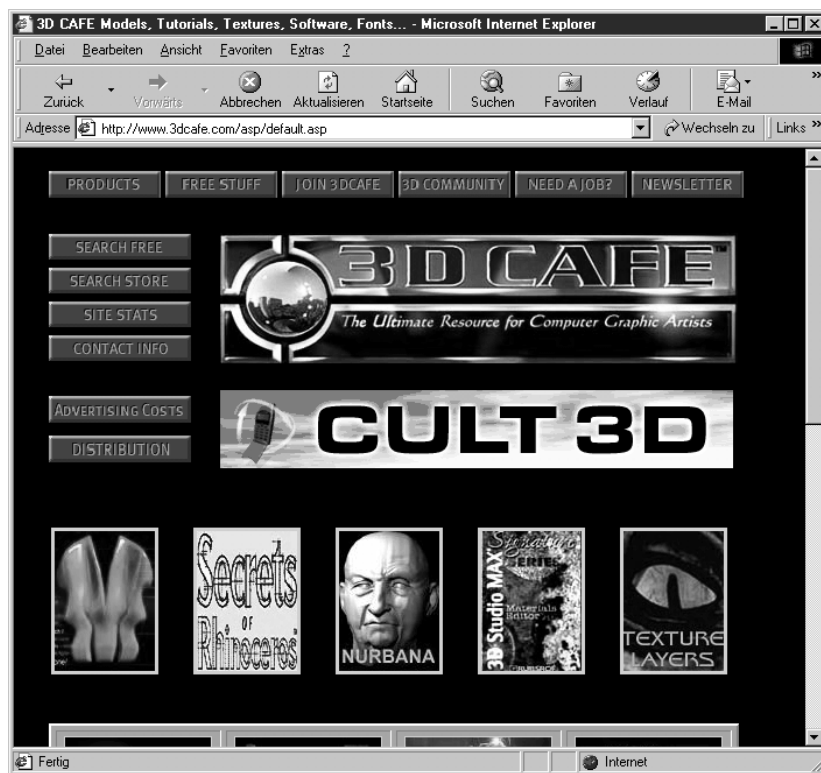 3D CAFE Models, Tutorials, Textures, Software, Fonts... - Microsoft Internet Explorer
Datei Bearbeiten Ansicht Favoriten Extras ?
Zurück Vorwärts Abbrechen Aktualisieren Startseite Suchen Favoriten Verlauf E-Mail »
Adresse http://www.3dcafe.com/asp/default.asp Wechseln zu Links »
PRODUCTS FREE STUFF JOIN 3DCAFE 3D COMMUNITY NEED A JOB? NEWSLETTER
SEARCH FREE
SEARCH STORE
SITE STATS
CONTACT INFO
3D CAFE™
The Ultimate Resource for Computer Graphic Artists
ADVERTISING COSTS
DISTRIBUTION
CULT 3D
Secrets
OF
Rhinoceros
NURBANA
Signature
SERIES
3D Studio MAX
Materials
Editor
TEXTURE
LAYERS
Fertig Internet